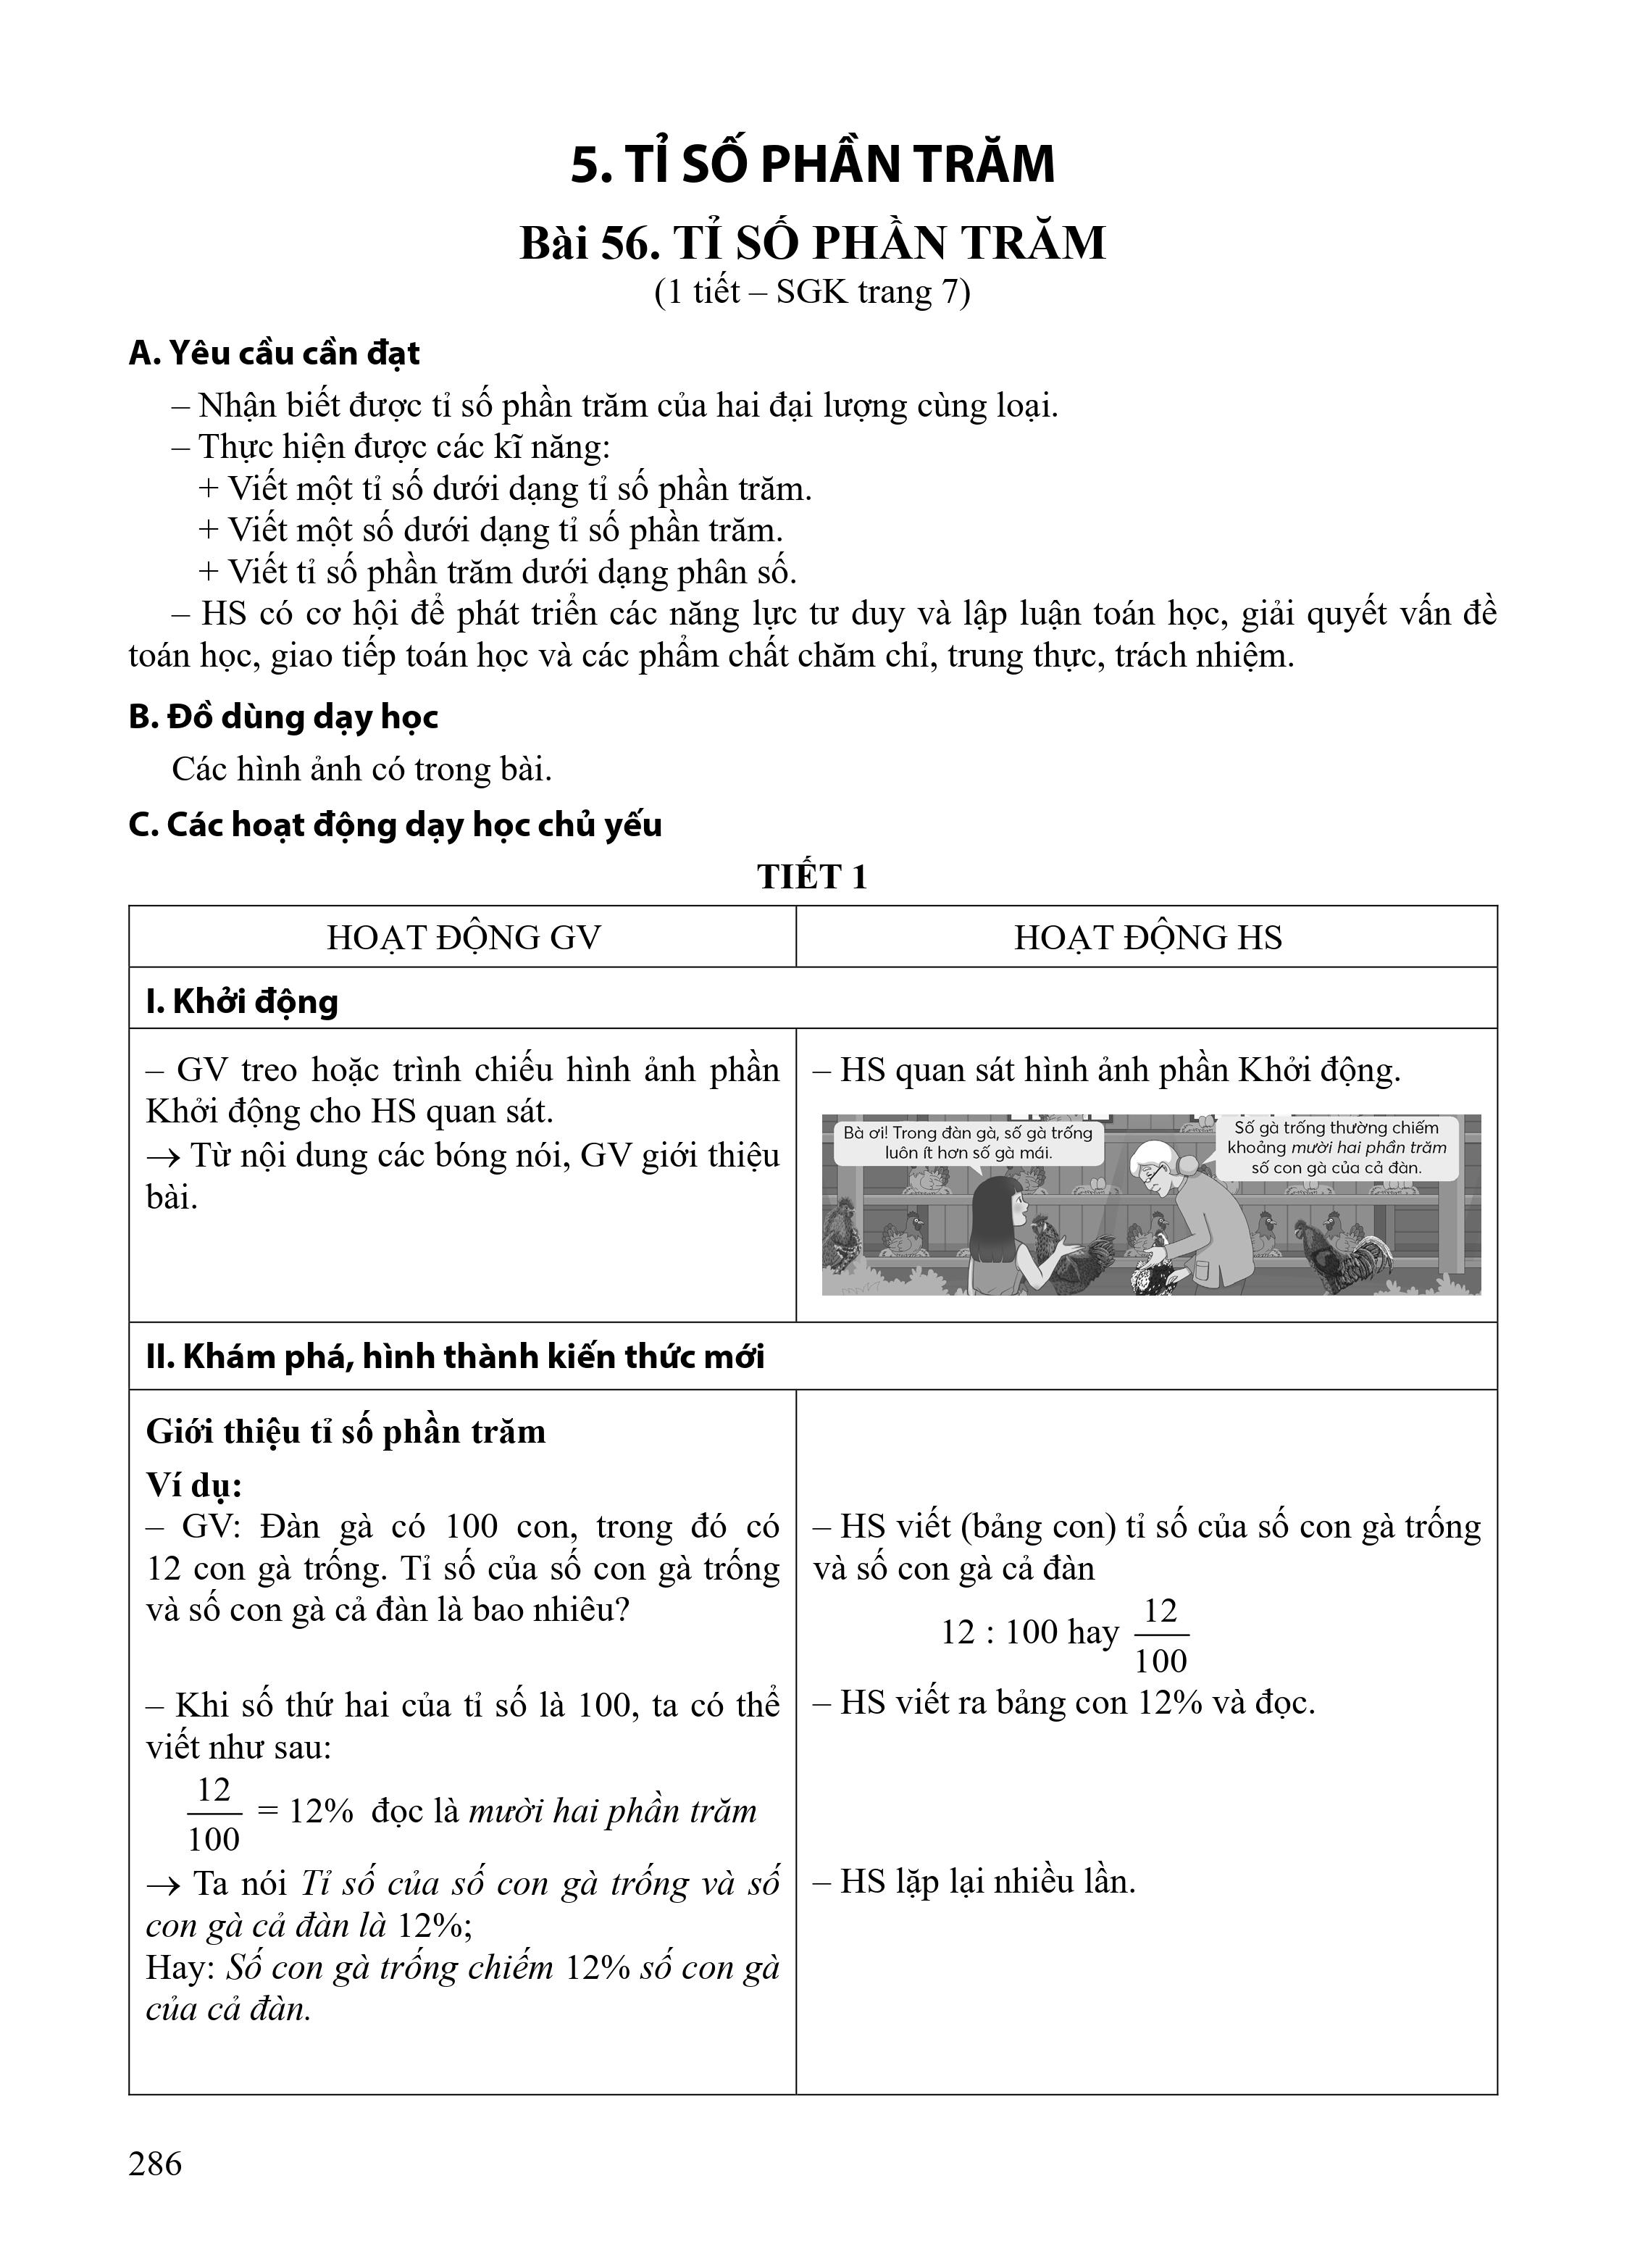 5. TỈ SỐ PHẦN TRĂM
Bài 56. TỈ SỐ PHẦN TRĂM
(1 tiết – SGK trang 7)
A. Yêu cầu cần đạt
– Nhận biết được tỉ số phần trăm của hai đại lượng cùng loại.
– Thực hiện được các kĩ năng:
+ Viết một tỉ số dưới dạng tỉ số phần trăm.
+ Viết một số dưới dạng tỉ số phần trăm.
+ Viết tỉ số phần trăm dưới dạng phân số.
– HS có cơ hội để phát triển các năng lực tư duy và lập luận toán học, giải quyết vấn đề
toán học, giao tiếp toán học và các phẩm chất chăm chỉ, trung thực, trách nhiệm.
B. Đồ dùng dạy học
Các hình ảnh có trong bài.
C. Các hoạt động dạy học chủ yếu
TIẾT 1
HOẠT ĐỘNG GV
HOẠT ĐỘNG HS
I. Khởi động
– GV treo hoặc trình chiếu hình ảnh phần
Khởi động cho HS quan sát.
→ Từ nội dung các bóng nói, GV giới thiệu
bài.
– HS quan sát hình ảnh phần Khởi động.
Bà ơi! Trong đàn gà, số gà trống
luôn ít hơn số gà mái.
Số gà trống thường chiếm
khoảng mười hai phần trăm
số con gà của cả đàn.
II. Khám phá, hình thành kiến thức mới
Giới thiệu tỉ số phần trăm
Ví dụ:
– GV: Đàn gà có 100 con, trong đó có
12 con gà trống. Tỉ số của số con gà trống
và số con gà cả đàn là bao nhiêu?
– HS viết (bảng con) tỉ số của số con gà trống
và số con gà cả đàn
12 : 100 hay 12/100
– Khi số thứ hai của tỉ số là 100, ta có thể
viết như sau:
12/100 = 12% đọc là mười hai phần trăm
– HS viết ra bảng con 12% và đọc.
→ Ta nói Tỉ số của số con gà trống và số
con gà cả đàn là 12%;
Hay: Số con gà trống chiếm 12% số con gà
của cả đàn.
– HS lặp lại nhiều lần.
286